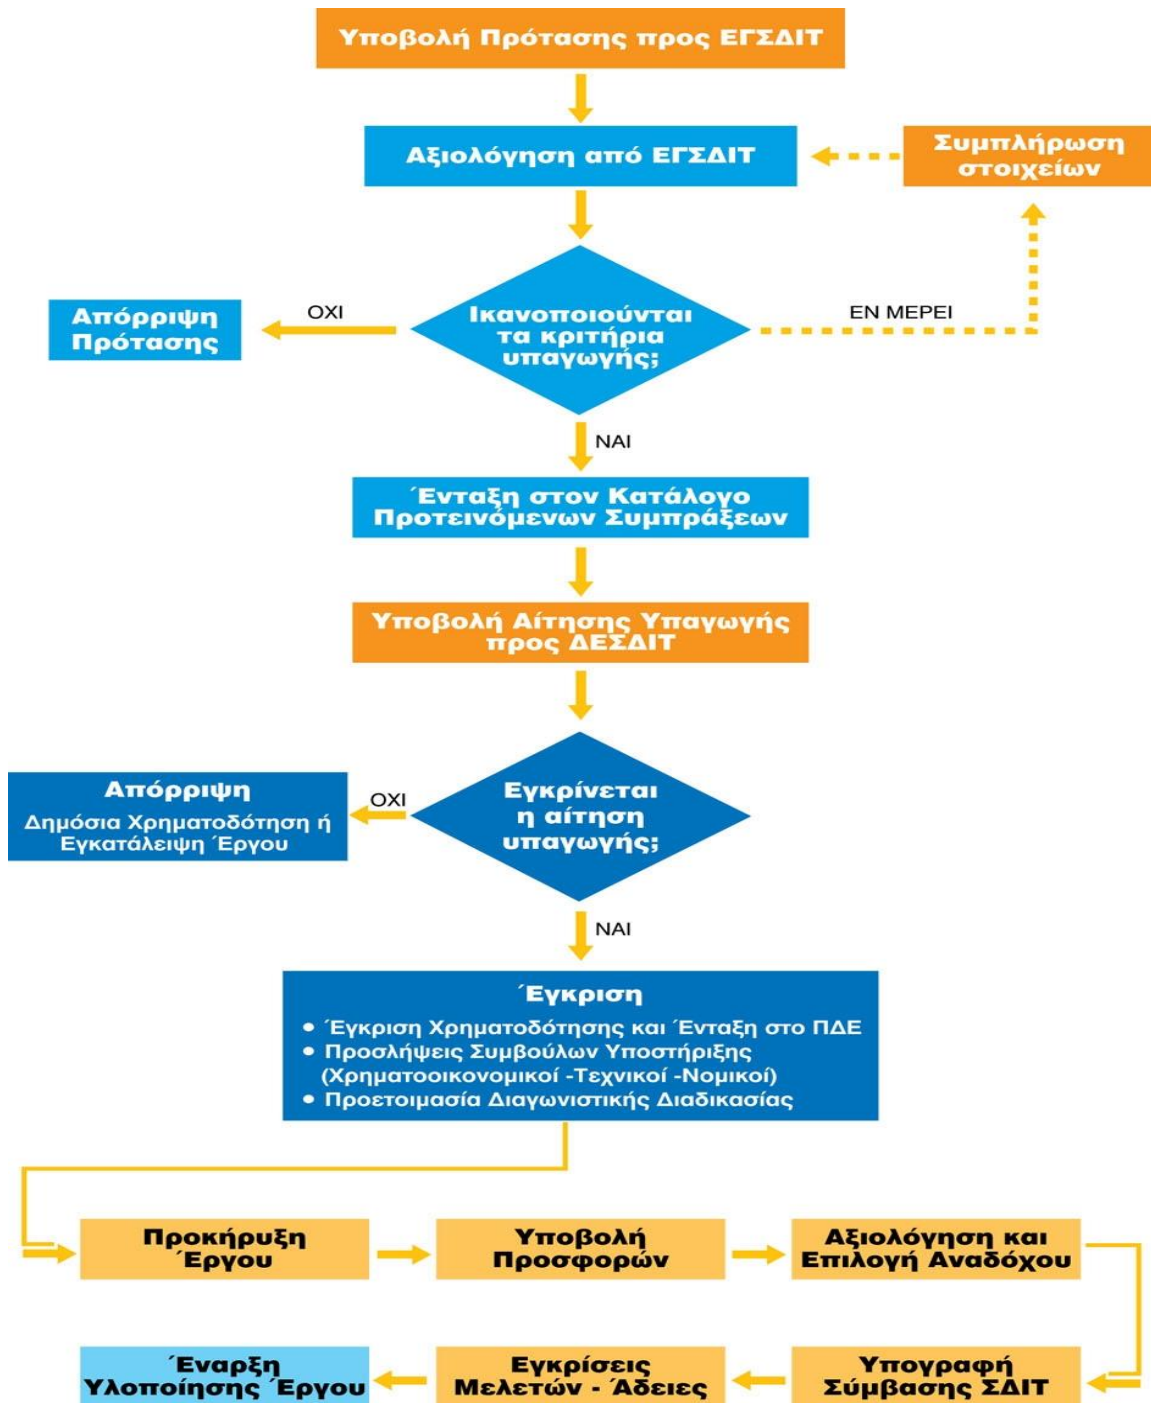 Υποβολή Πρότασης προς ΕΓΣΔΙΤ
Αξιολόγηση από ΕΓΣΔΙΤ
Συμπλήρωση
στοιχείων
Ικανοποιούνται
τα κριτήρια
υπαγωγής;
ΟΧΙ
Απόρριψη
Πρότασης
ΕΝ ΜΕΡΕΙ
ΝΑΙ
Ένταξη στον Κατάλογο
Προτεινόμενων Συμπράξεων
Υποβολή Αίτησης Υπαγωγής
προς ΔΕΣΔΙΤ
Εγκρίνεται
η αίτηση
υπαγωγής;
ΟΧΙ
Απόρριψη
Δημόσια Χρηματοδότηση ή
Εγκατάλειψη Έργου
ΝΑΙ
Έγκριση
• Έγκριση Χρηματοδότησης και Ένταξη στο ΠΔΕ
• Προσλήψεις Συμβούλων Υποστήριξης
(Χρηματοοικονομικοί -Τεχνικοί -Νομικοί)
• Προετοιμασία Διαγωνιστικής Διαδικασίας
Προκήρυξη
Έργου
Υποβολή
Προσφορών
Αξιολόγηση και
Επιλογή Αναδόχου
Υπογραφή
Σύμβασης ΣΔΙΤ
Εγκρίσεις
Μελετών - Άδειες
Έναρξη
Υλοποίησης Έργου